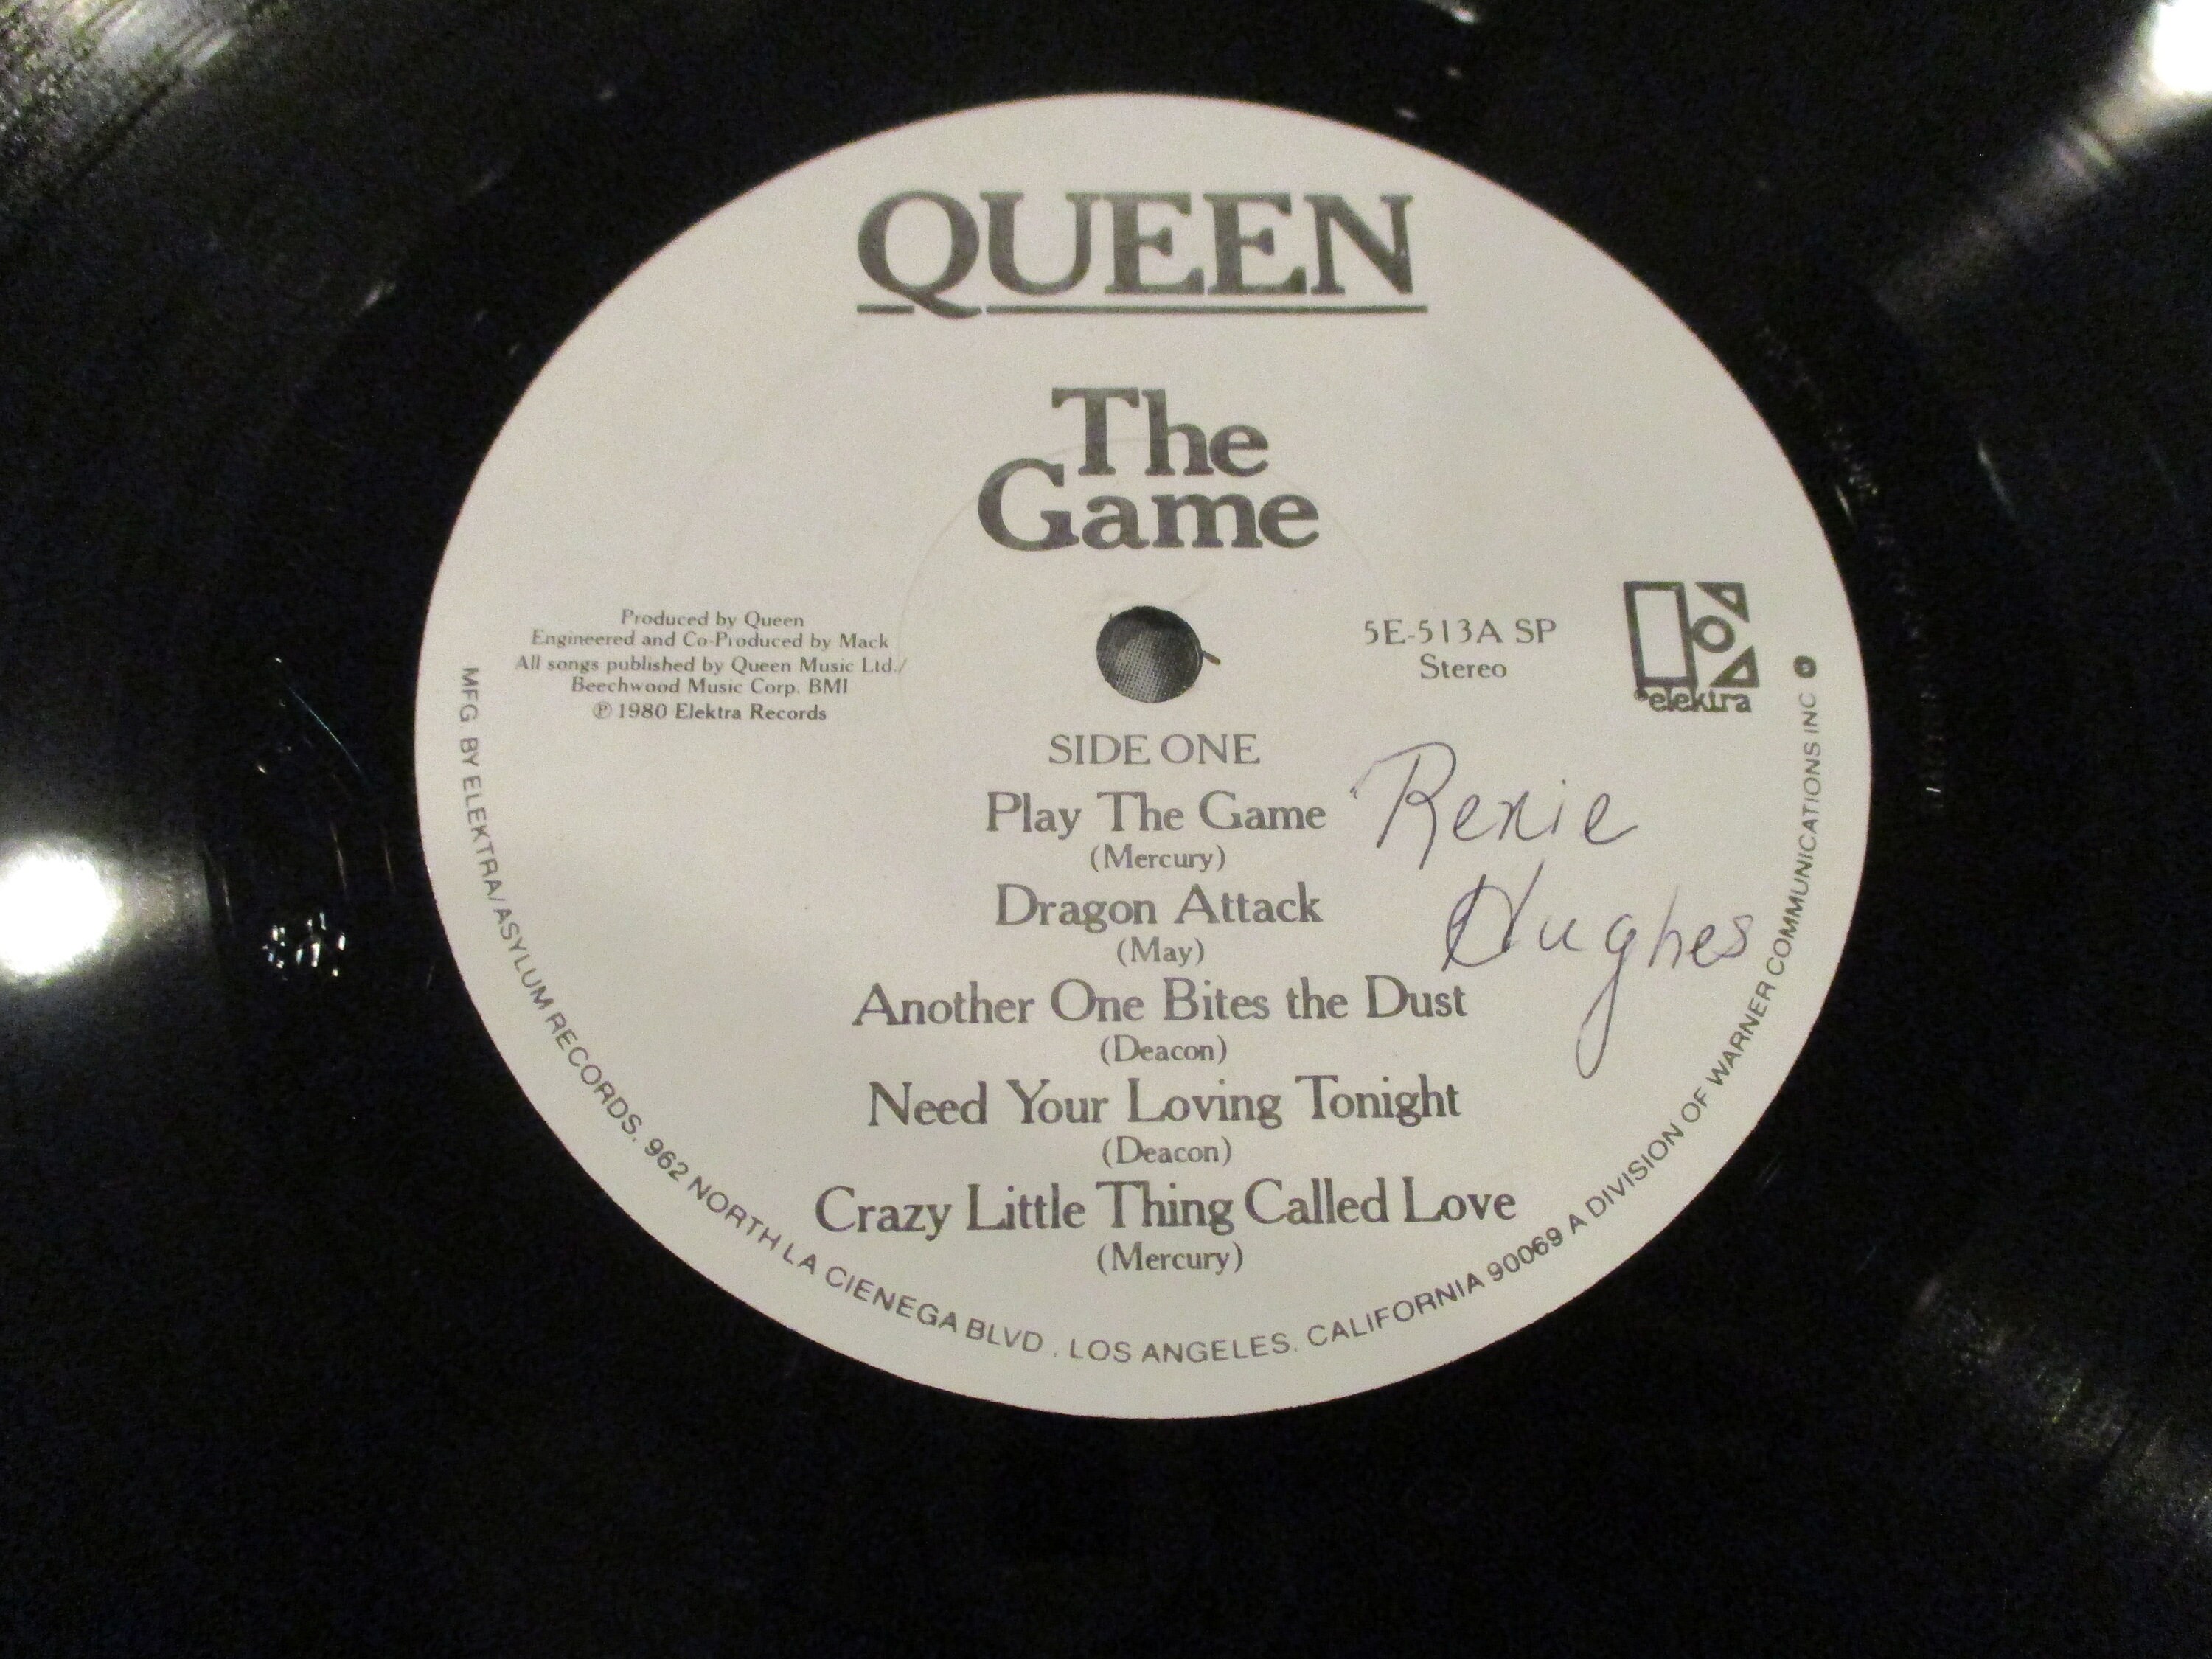 QUEEN
The
Game
Produced by Queen
Engineered and Co-Produced by Mack
All songs published by Queen Music Ltd./
Beechwood Music Corp. BMI
℗ 1980 Elektra Records
5E-513A SP
Stereo
elektra
SIDE ONE
Play The Game
(Mercury)
Dragon Attack
(May)
Another One Bites the Dust
(Deacon)
Need Your Loving Tonight
(Deacon)
Crazy Little Thing Called Love
(Mercury)
Rexie
Hughes
MFG BY ELEKTRA/ASYLUM RECORDS, 962 NORTH LA CIENEGA BLVD., LOS ANGELES, CALIFORNIA 90069 A DIVISION OF WARNER COMMUNICATIONS INC